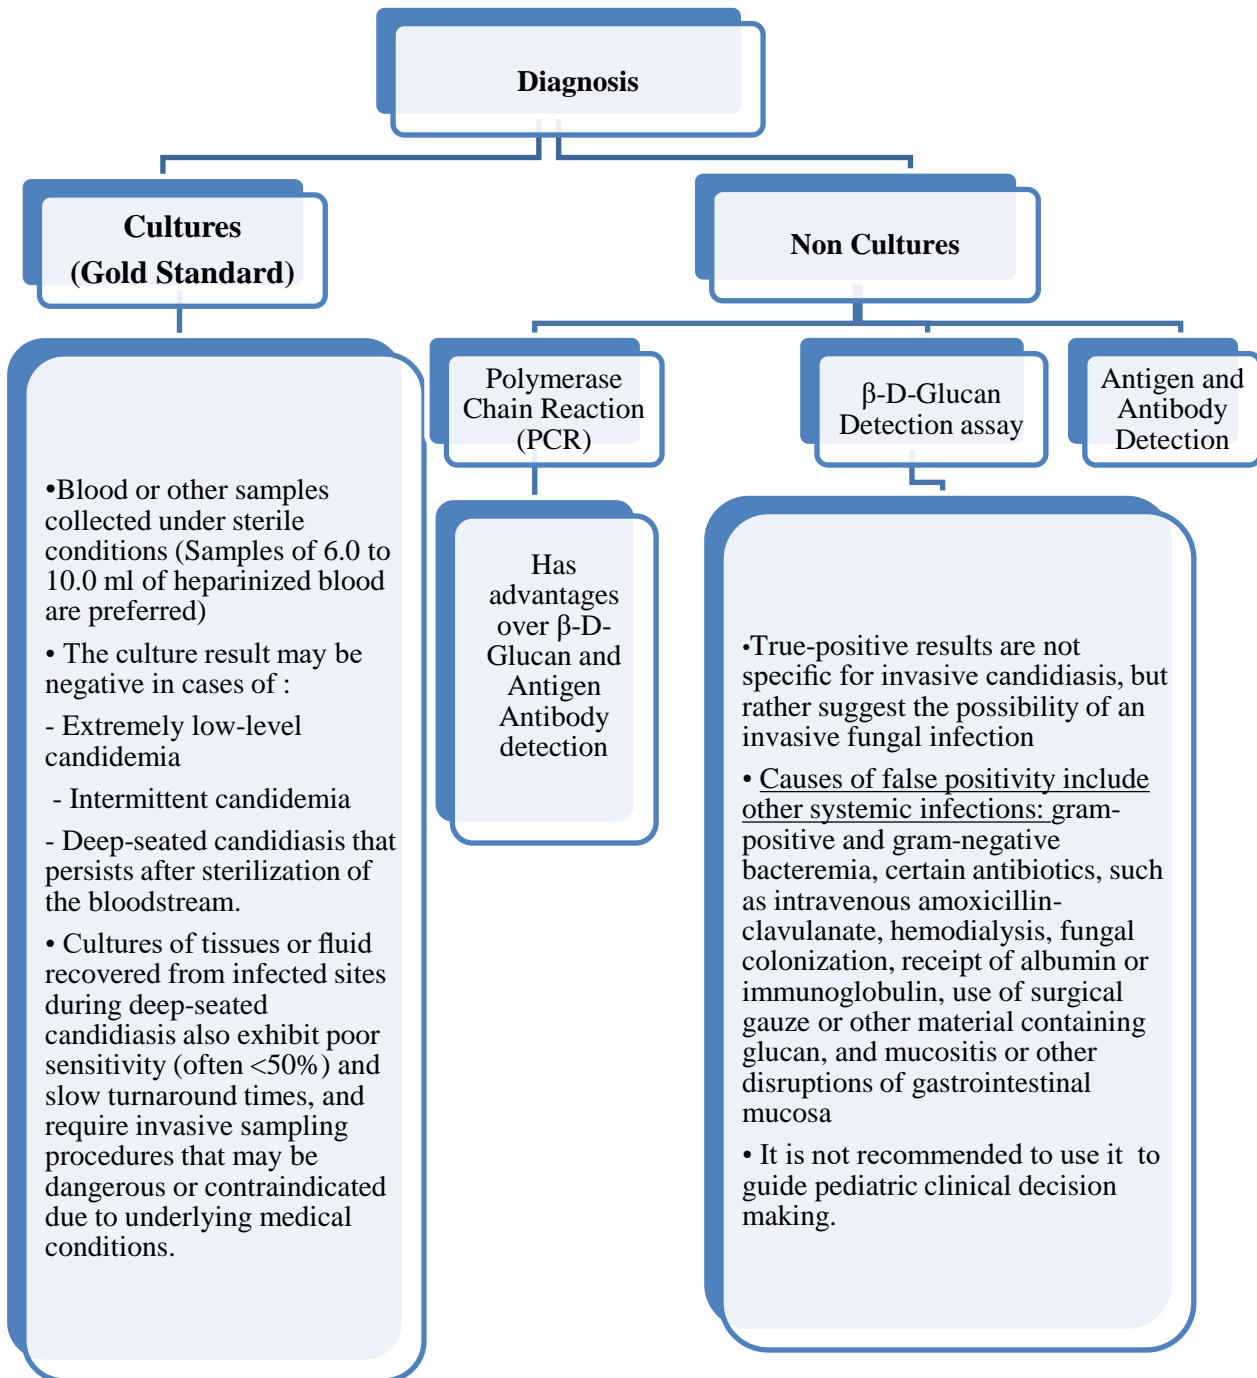 Diagnosis
Cultures
(Gold Standard)
Non Cultures
Polymerase
Chain Reaction
(PCR)
β-D-Glucan
Detection assay
Antigen and
Antibody
Detection
•Blood or other samples
collected under sterile
conditions (Samples of 6.0 to
10.0 ml of heparinized blood
are preferred)
• The culture result may be
negative in cases of :
- Extremely low-level
candidemia
- Intermittent candidemia
- Deep-seated candidiasis that
persists after sterilization of
the bloodstream.
• Cultures of tissues or fluid
recovered from infected sites
during deep-seated
candidiasis also exhibit poor
sensitivity (often <50%) and
slow turnaround times, and
require invasive sampling
procedures that may be
dangerous or contraindicated
due to underlying medical
conditions.
Has
advantages
over β-D-
Glucan and
Antigen
Antibody
detection
•True-positive results are not
specific for invasive candidiasis, but
rather suggest the possibility of an
invasive fungal infection
• Causes of false positivity include
other systemic infections: gram-
positive and gram-negative
bacteremia, certain antibiotics, such
as intravenous amoxicillin-
clavulanate, hemodialysis, fungal
colonization, receipt of albumin or
immunoglobulin, use of surgical
gauze or other material containing
glucan, and mucositis or other
disruptions of gastrointestinal
mucosa
• It is not recommended to use it to
guide pediatric clinical decision
making.